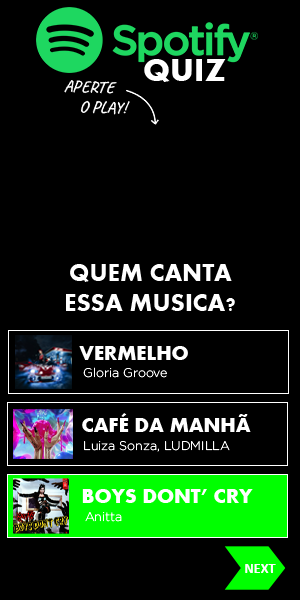 Spotify®
QUIZ
APERTE
O PLAY!
QUEM CANTA
ESSA MUSICA?
VERMELHO
Gloria Groove
CAFÉ DA MANHÃ
Luiza Sonza, LUDMILLA
BOYS DON'T CRY
BOYS DONT' CRY
Anitta
NEXT